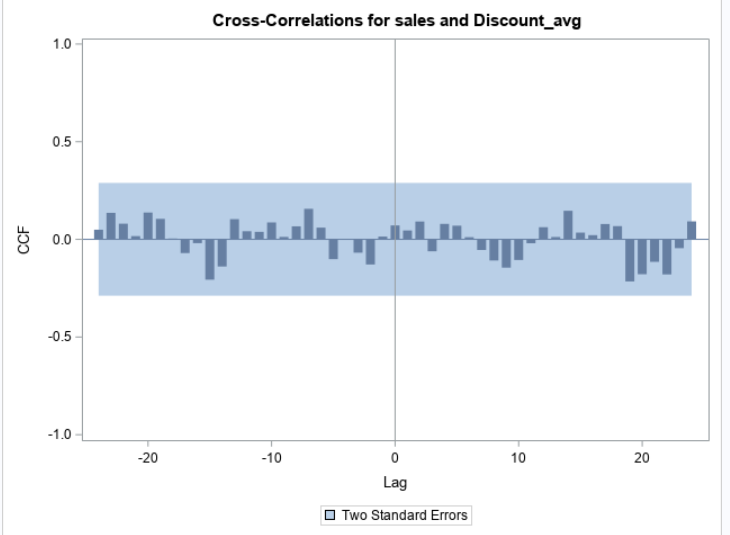 Cross-Correlations for sales and Discount_avg
1.0
0.5
0.0
-0.5
-1.0
CCF
-20 -10 0 10 20
Lag
Two Standard Errors